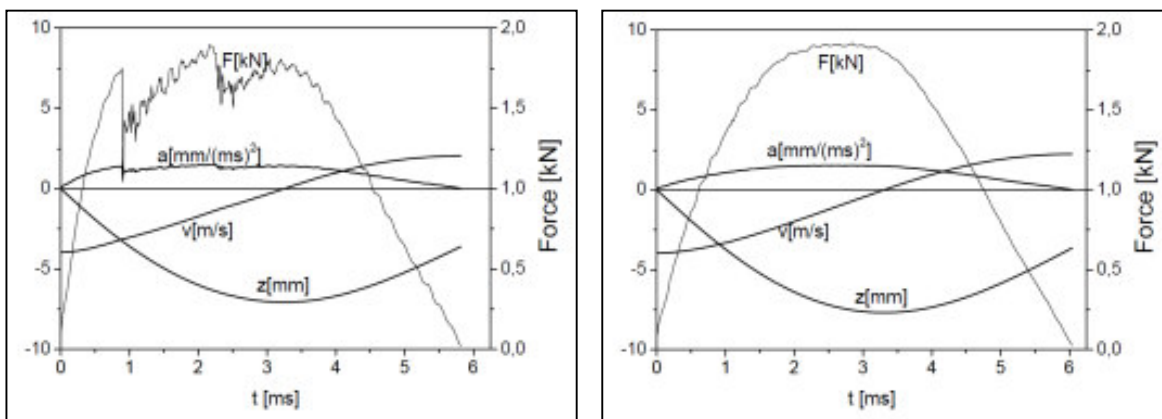 10
5
0
-5
-10
2,0
1,5
1,0
0,5
0,0
0 1 2 3 4 5 6
t [ms]
Force [kN]
F[kN]
a[mm/(ms)²]
v[m/s]
z[mm]
10
5
0
-5
-10
2,0
1,5
1,0
0,5
0,0
0 1 2 3 4 5 6
t [ms]
Force [kN]
F[kN]
a[mm/(ms)²]
v[m/s]
z[mm]